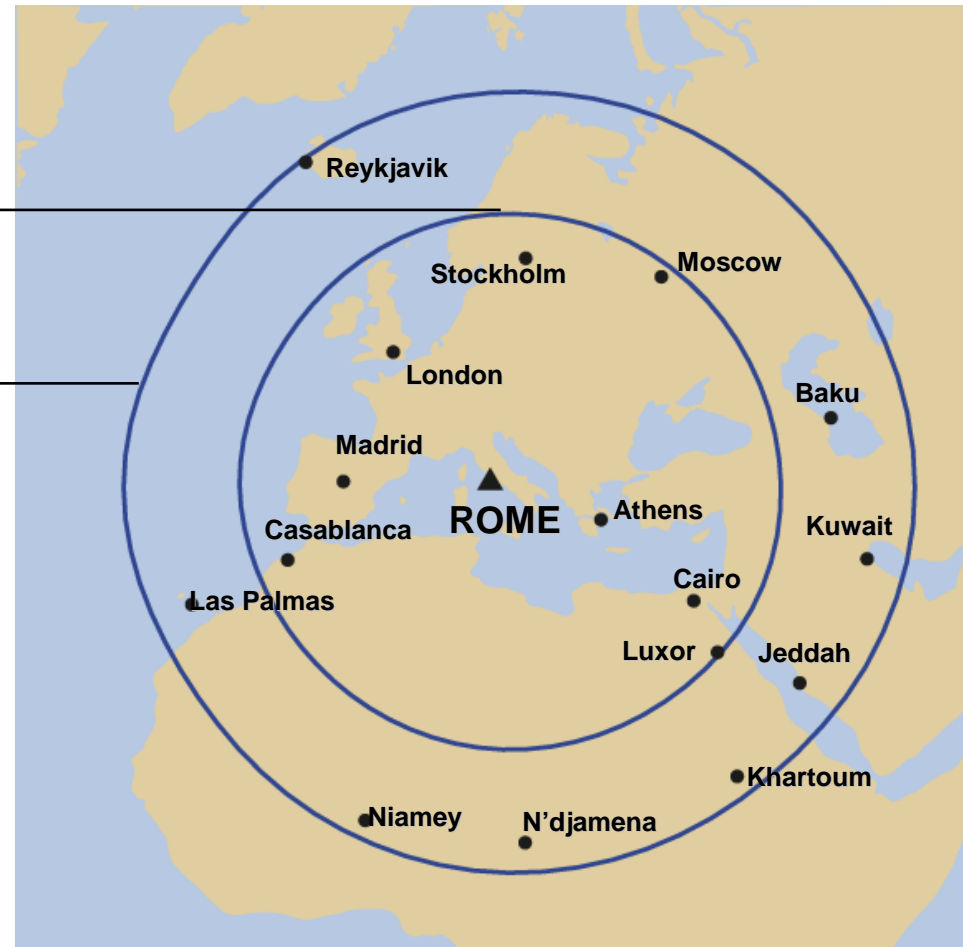 Reykjavik
Moscow
Stockholm
London
Baku
Madrid
Athens
ROME
Casablanca
Kuwait
Cairo
Las Palmas
Luxor
Jeddah
Khartoum
Niamey
N’djamena